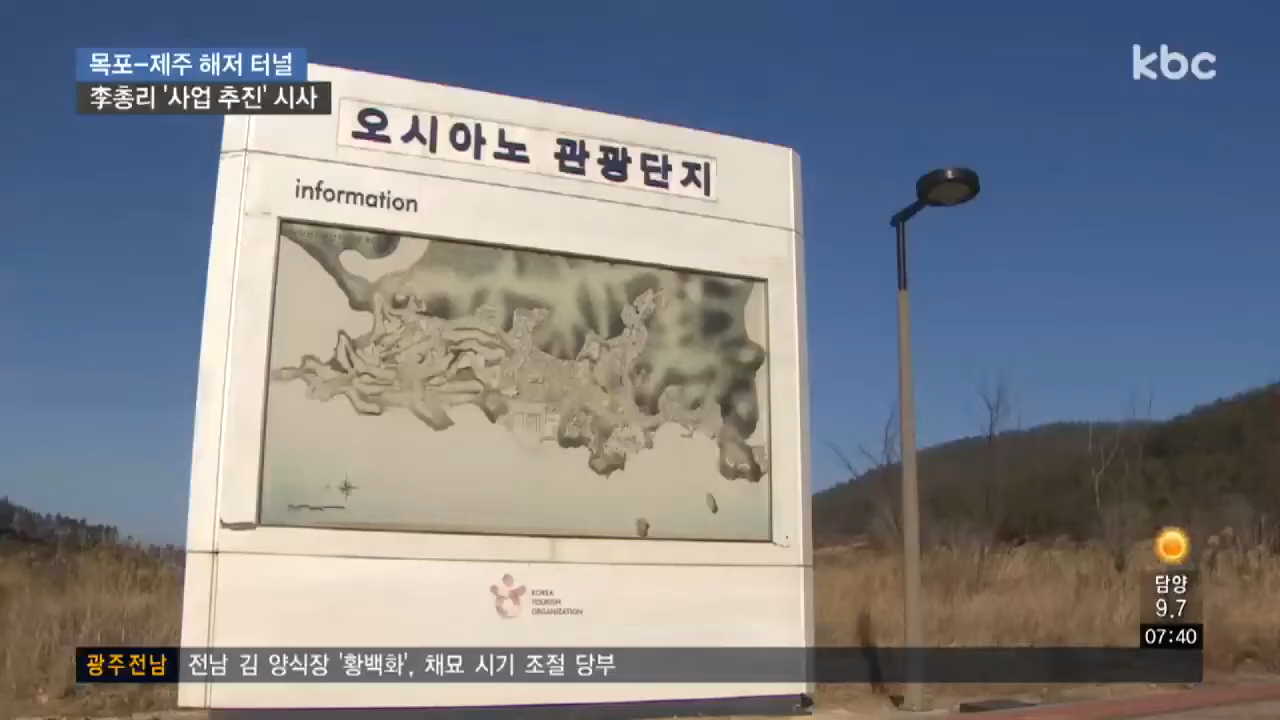 목포-제주 해저 터널
李총리 '사업 추진' 시사
kbc
오시아노 관광단지
information
KOREA
TOURISM
ORGANIZATION
담양
9.7
07:40
광주전남 전남 김 양식장 '황백화', 채묘 시기 조절 당부